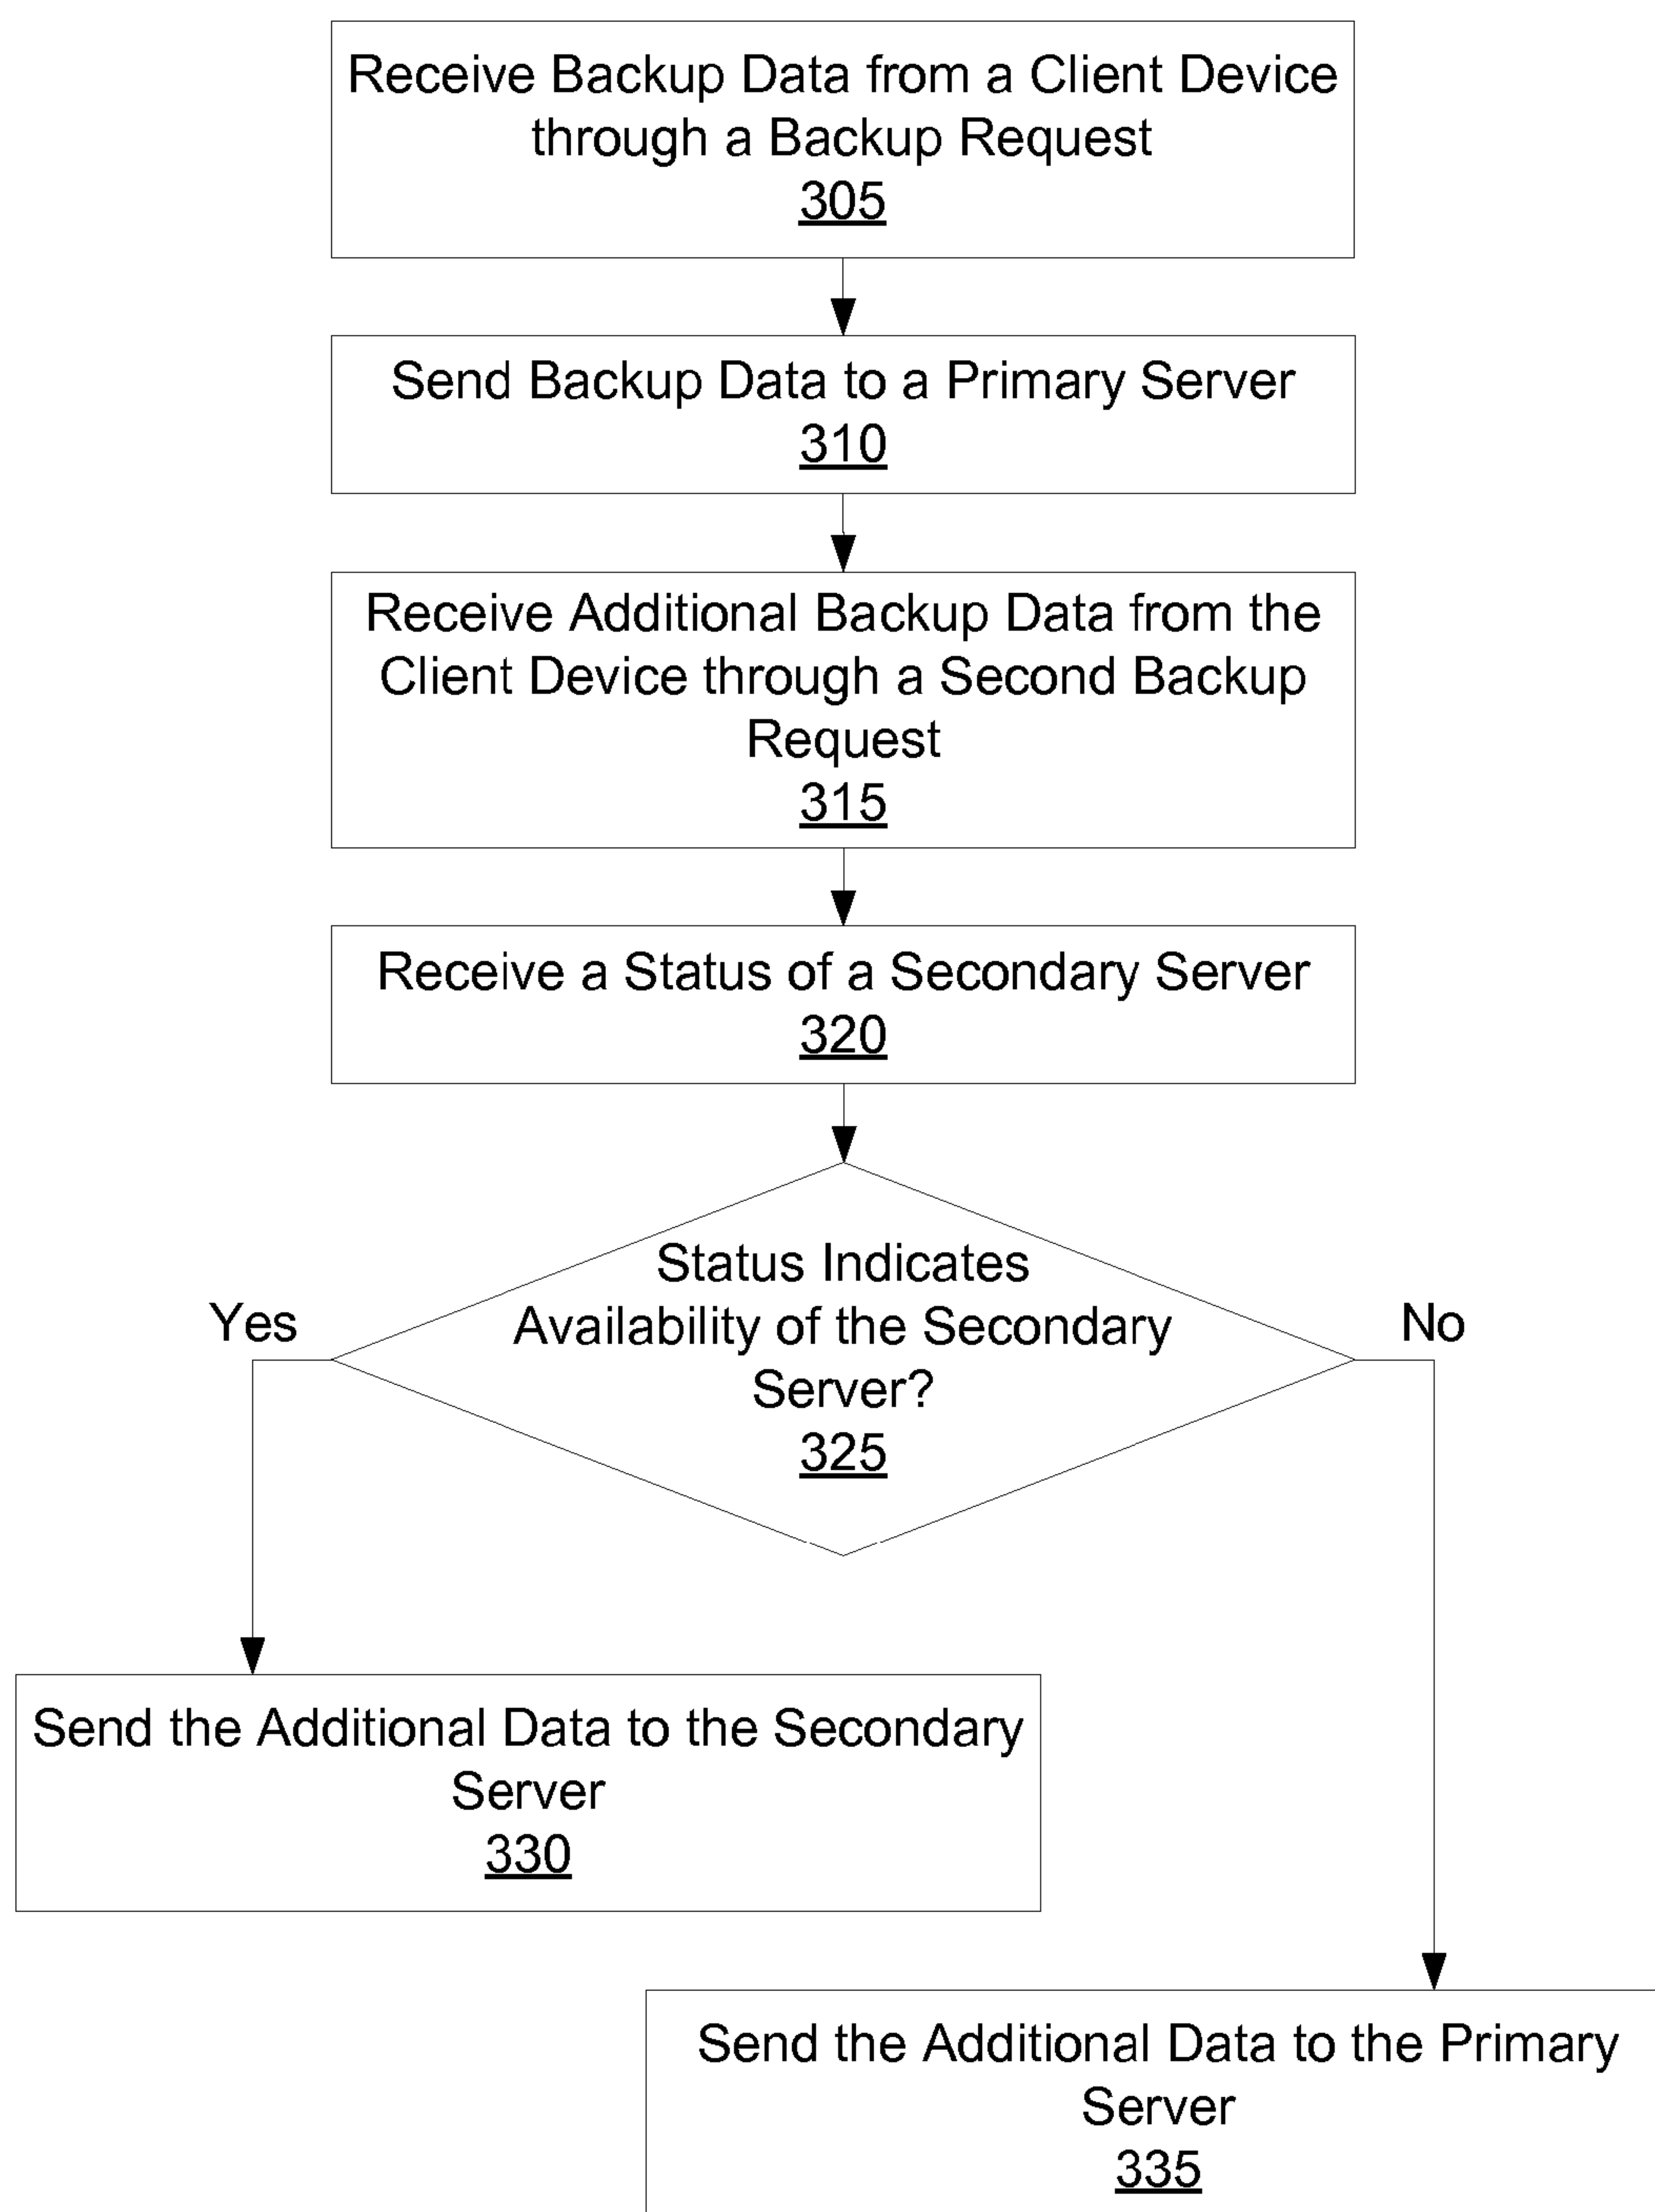 Receive Backup Data from a Client Device
through a Backup Request
305
Send Backup Data to a Primary Server
310
Receive Additional Backup Data from the
Client Device through a Second Backup
Request
315
Receive a Status of a Secondary Server
320
Status Indicates
Availability of the Secondary
Server?
325
Yes
No
Send the Additional Data to the Secondary
Server
330
Send the Additional Data to the Primary
Server
335